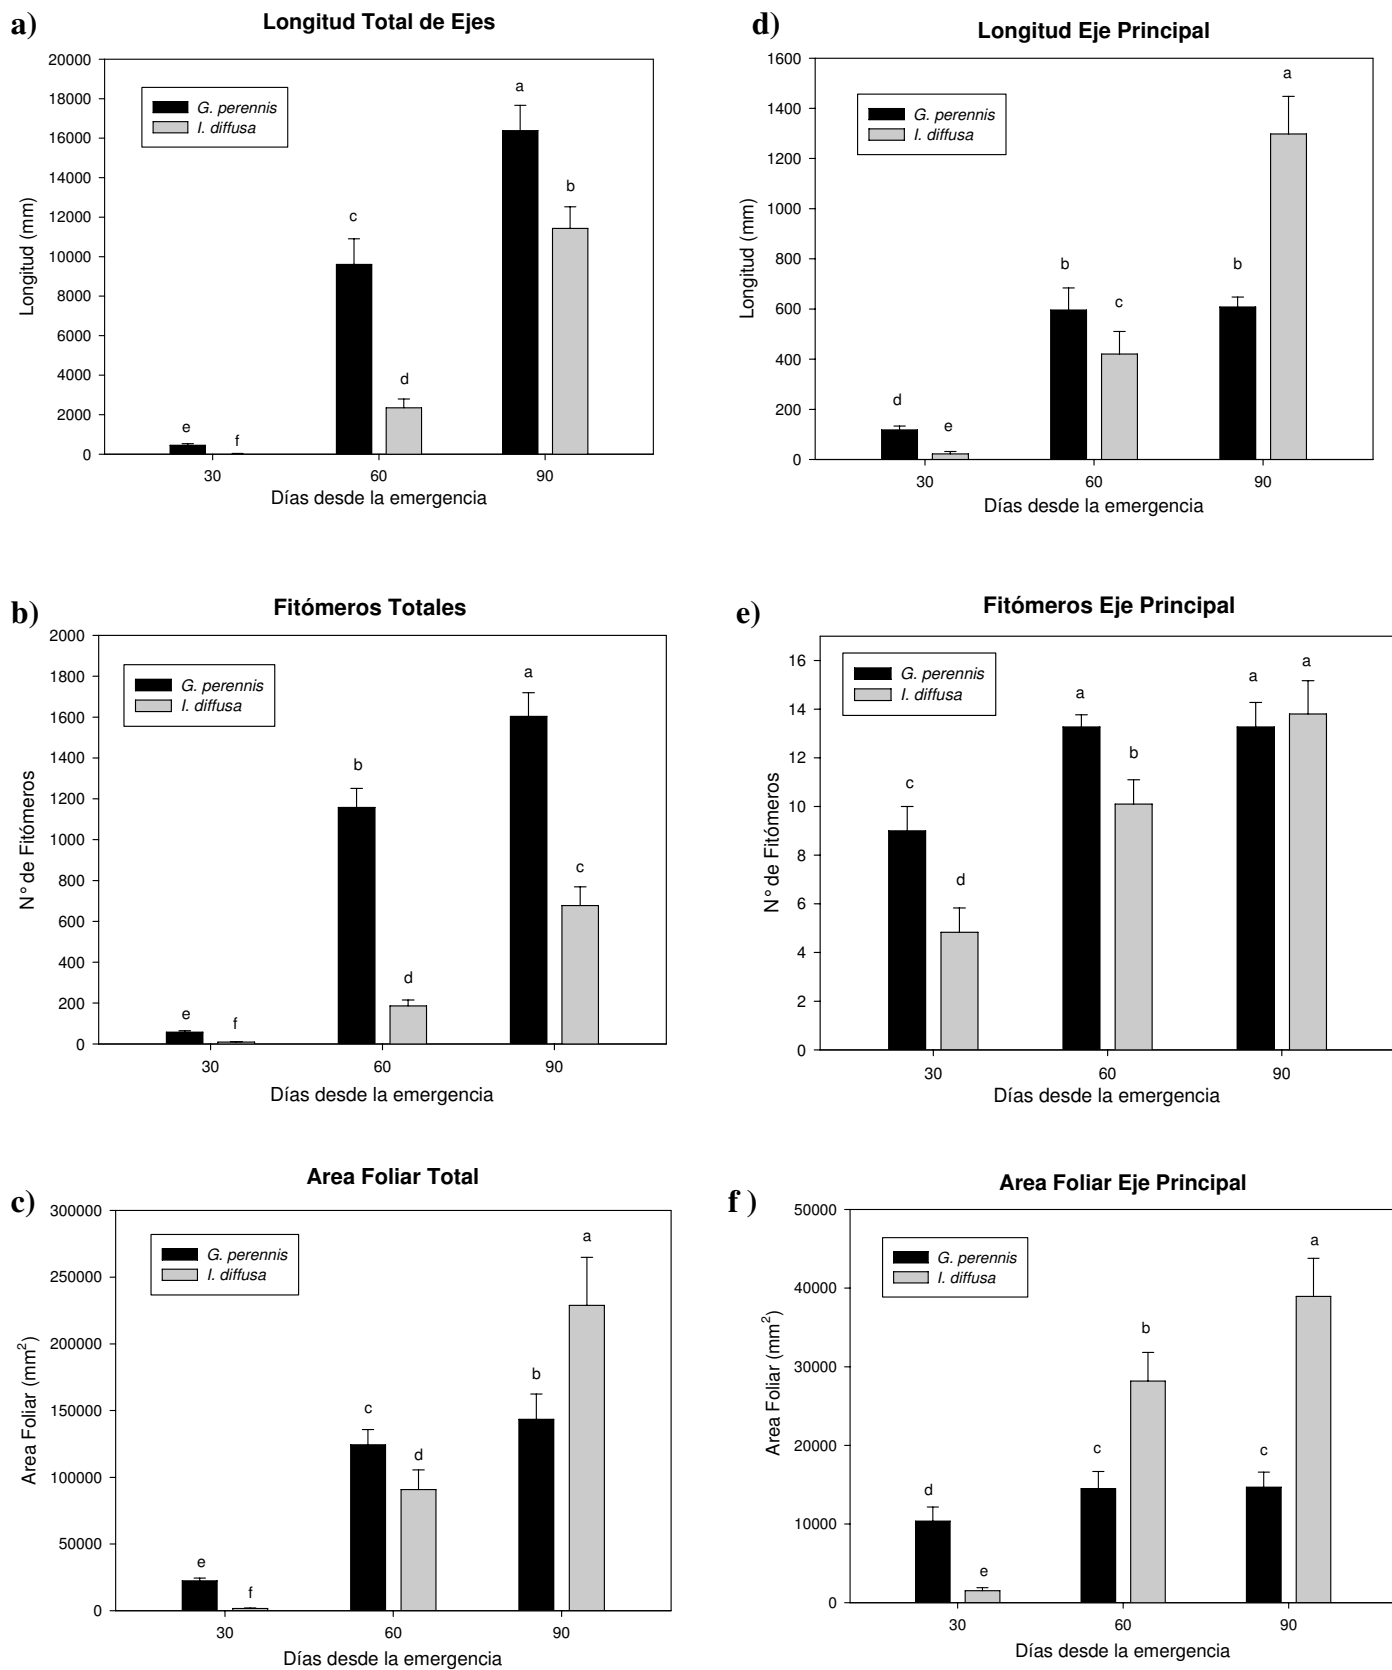 a)
Longitud Total de Ejes
20000
18000
16000
14000
12000
10000
8000
6000
4000
2000
0
Longitud (mm)
G. perennis
I. diffusa
e
f
c
d
a
b
30
60
90
Días desde la emergencia
d)
Longitud Eje Principal
1600
1400
1200
1000
800
600
400
200
0
Longitud (mm)
G. perennis
I. diffusa
d
e
b
c
b
a
30
60
90
Días desde la emergencia
b)
Fitómeros Totales
2000
1800
1600
1400
1200
1000
800
600
400
200
0
N° de Fitómeros
G. perennis
I. diffusa
e
f
b
d
a
c
30
60
90
Días desde la emergencia
e)
Fitómeros Eje Principal
16
14
12
10
8
6
4
2
0
N° de Fitómeros
G. perennis
I. diffusa
c
d
a
b
a
a
30
60
90
Días desde la emergencia
c)
Area Foliar Total
300000
250000
200000
150000
100000
50000
0
Area Foliar (mm²)
G. perennis
I. diffusa
e
f
c
d
b
a
30
60
90
Días desde la emergencia
f )
Area Foliar Eje Principal
50000
40000
30000
20000
10000
0
Area Foliar (mm²)
G. perennis
I. diffusa
d
e
c
b
c
a
30
60
90
Días desde la emergencia